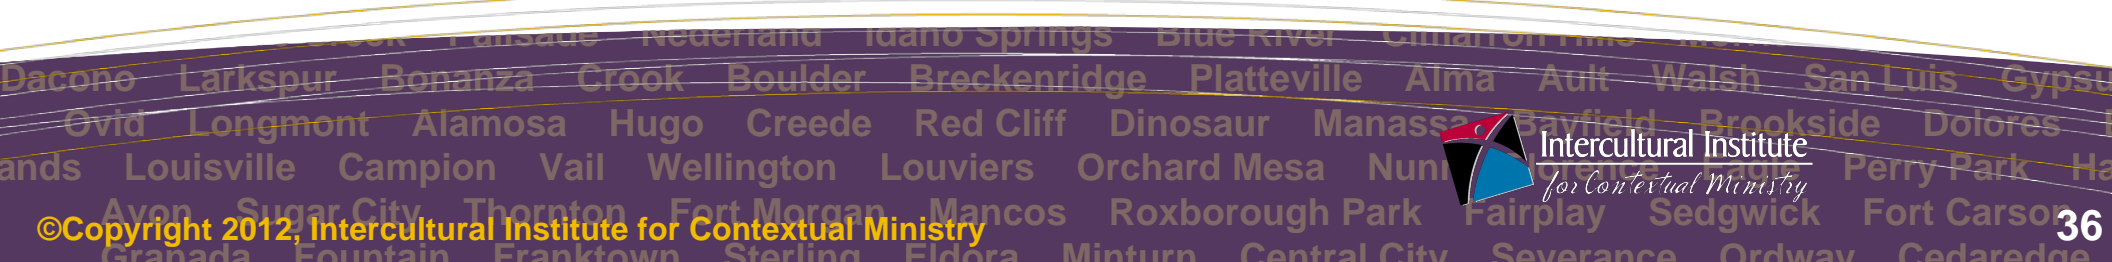 Palisade Nederland Idaho Springs Blue River
Dacono Larkspur Bonanza Crook Boulder Breckenridge Platteville Alma Ault Walsh San Luis
Ovid Longmont Alamosa Hugo Creede Red Cliff Dinosaur Manassa Bayfield Brookside Dolores
Intercultural Institute
for Contextual Ministry
Louisville Campion Vail Wellington Louviers Orchard Mesa Florence Eagle Perry Park
Avon Sugar City Thornton Fort Morgan Mancos Roxborough Park Fairplay Sedgwick Fort Carson
©Copyright 2012, Intercultural Institute for Contextual Ministry
36
Granada Fountain Franktown Sterling Eldora Minturn Central City Severance Ordway Cedaredge